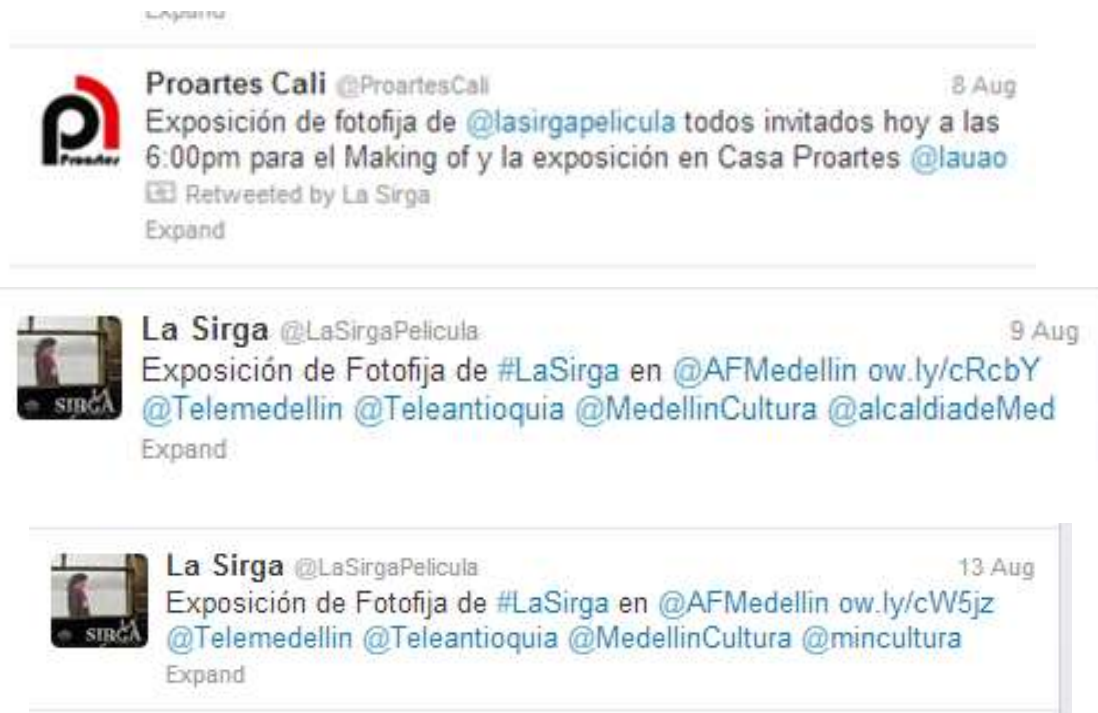 Expand
Proartes Cali @ProartesCali 8 Aug
Exposición de fotofija de @lasirgapelicula todos invitados hoy a las
6:00pm para el Making of y la exposición en Casa Proartes @lauao
Proartes
Retweeted by La Sirga
Expand
La Sirga @LaSirgaPelicula 9 Aug
Exposición de Fotofija de #LaSirga en @AFMedellin ow.ly/cRcbY
SIRGA @Telemedellin @Teleantioquia @MedellinCultura @alcaldiadeMed
Expand
La Sirga @LaSirgaPelicula 13 Aug
Exposición de Fotofija de #LaSirga en @AFMedellin ow.ly/cW5jz
SIRGA @Telemedellin @Teleantioquia @MedellinCultura @mincultura
Expand